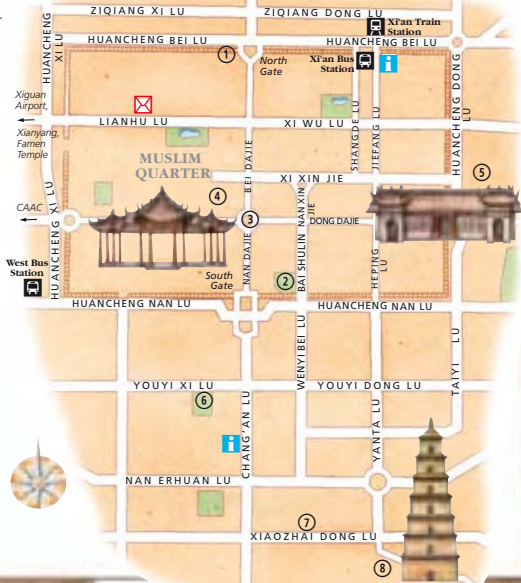 ZIQIANG XI LU
ZIQIANG DONG LU
Xi'an Train
Station
HUANCHENG
XI LU
HUANCHENG BEI LU
HUANCHENG BEI LU
1
North
Gate
Xi'an Bus
Station
i
HUANCHENG DONG
LU
Xiguan
Airport,
LIANHU LU
XI WU LU
SHANGDE LU
JIEFANG LU
Xianyang,
Famen
Temple
MUSLIM
QUARTER
BEI DAJIE
XI XIN JIE
5
4
CAAC
3
NAN XIN
JIE
DONG DAJIE
HUANCHENG XI LU
West Bus
Station
South
Gate
NAN DAJIE
2
BAI SHULIN
HEPING
LU
HUANCHENG NAN LU
HUANCHENG NAN LU
WENYI BEI LU
TAIYI LU
YOUYI XI LU
YOUYI DONG LU
6
i
CHANG'AN LU
YANTA LU
NAN ERHUAN LU
7
XIAOZHAI DONG LU
8